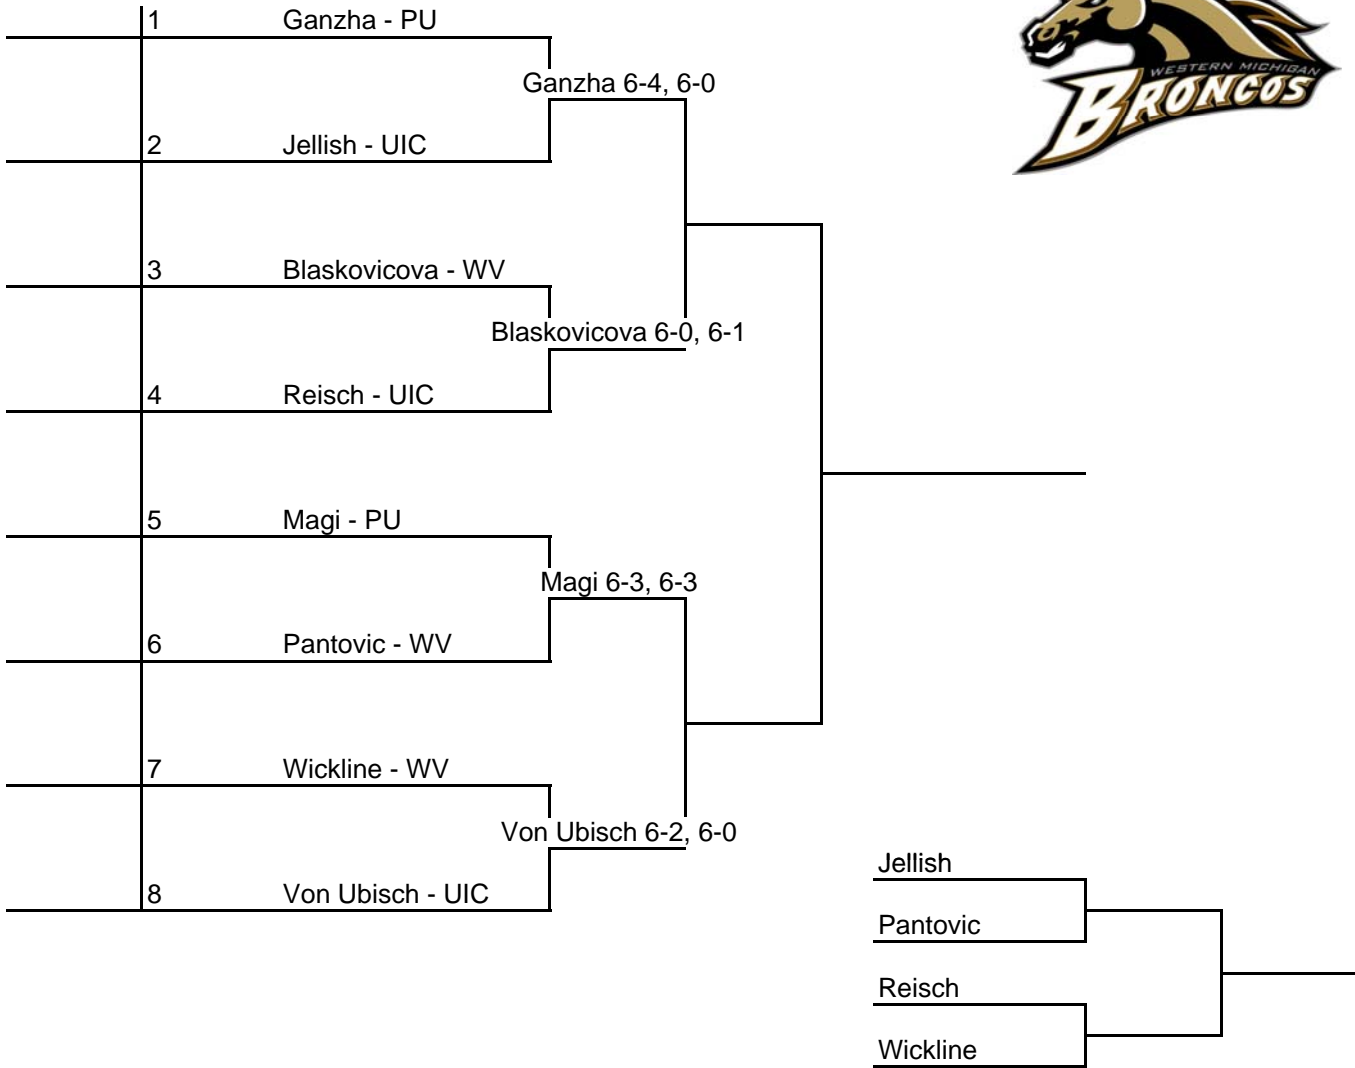 1 Ganzha - PU
Ganzha 6-4, 6-0
2 Jellish - UIC
3 Blaskovicova - WV
Blaskovicova 6-0, 6-1
4 Reisch - UIC
5 Magi - PU
Magi 6-3, 6-3
6 Pantovic - WV
7 Wickline - WV
Von Ubisch 6-2, 6-0
8 Von Ubisch - UIC
WESTERN MICHIGAN
BRONCOS
Jellish
Pantovic
Reisch
Wickline